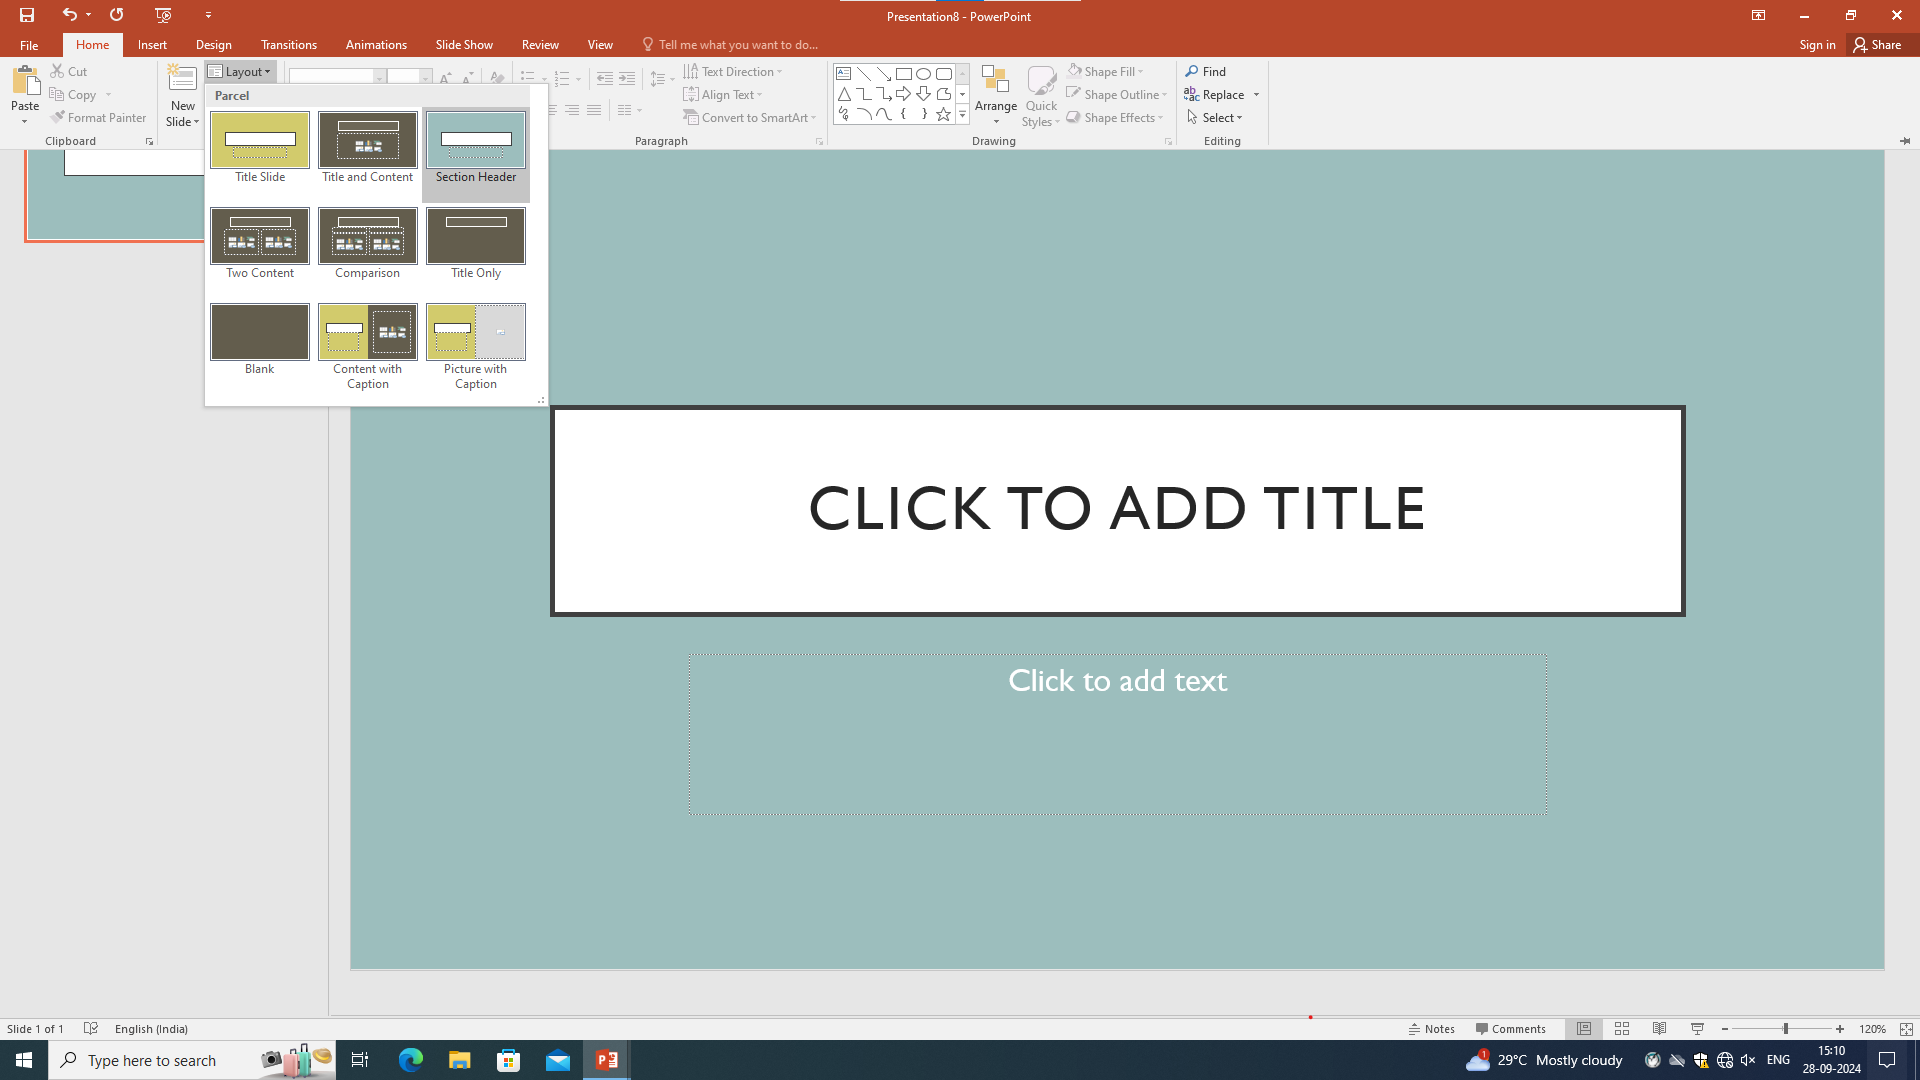 Presentation8 - PowerPoint
File
Home
Insert
Design
Transitions
Animations
Slide Show
Review
View
Tell me what you want to do...
Sign in
Share
Paste
Cut
Copy
Format Painter
Clipboard
New
Slide
Layout
Text Direction
Align Text
Convert to SmartArt
Paragraph
Arrange
Quick
Styles
Shape Fill
Shape Outline
Shape Effects
Drawing
Find
Replace
Select
Editing
Parcel
Title Slide
Title and Content
Section Header
Two Content
Comparison
Title Only
Blank
Content with
Caption
Picture with
Caption
CLICK TO ADD TITLE
Click to add text
Slide 1 of 1
English (India)
Notes
Comments
120%
Type here to search
1
29°C Mostly cloudy
ENG
15:10
28-09-2024